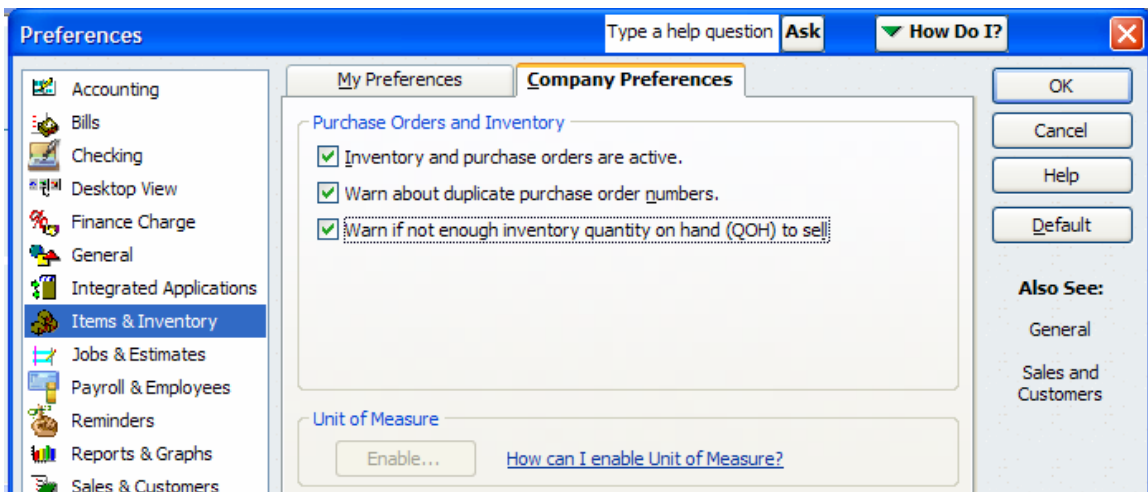 Preferences
Type a help question Ask
How Do I?
Accounting
Bills
Checking
Desktop View
Finance Charge
General
Integrated Applications
Items & Inventory
Jobs & Estimates
Payroll & Employees
Reminders
Reports & Graphs
Sales & Customers
My Preferences
Company Preferences
Purchase Orders and Inventory
Inventory and purchase orders are active.
Warn about duplicate purchase order numbers.
Warn if not enough inventory quantity on hand (QOH) to sell
Unit of Measure
Enable...
How can I enable Unit of Measure?
OK
Cancel
Help
Default
Also See:
General
Sales and
Customers